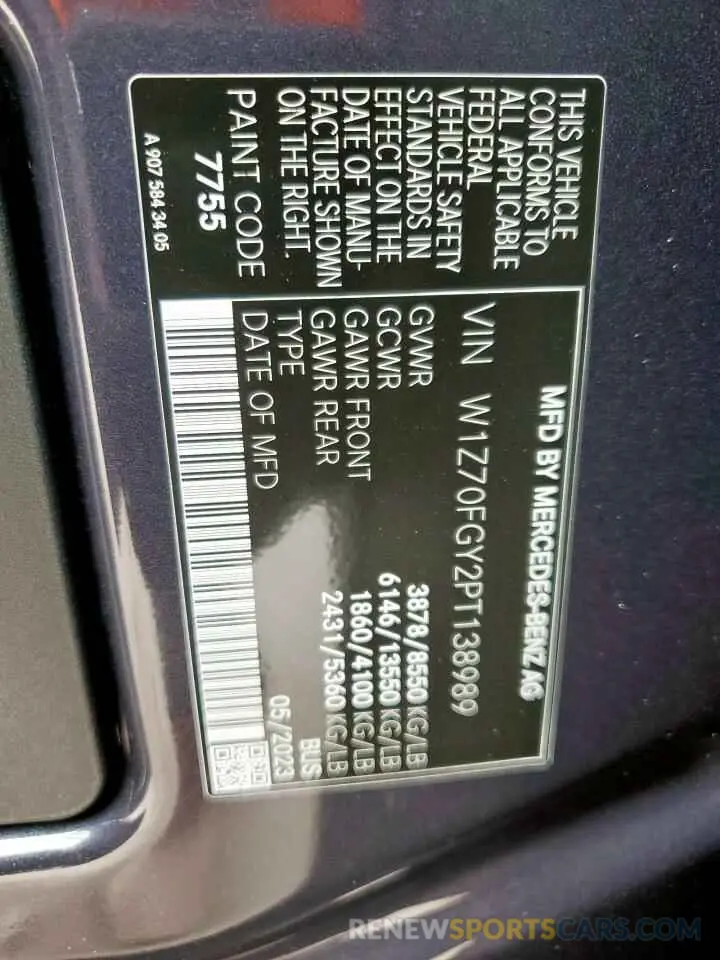 MFD BY MERCEDES-BENZ AG
THIS VEHICLE
CONFORMS TO
ALL APPLICABLE
FEDERAL
VEHICLE SAFETY
STANDARDS IN
EFFECT ON THE
DATE OF MANU-
FACTURE SHOWN
ON THE RIGHT.
PAINT CODE
7755
A 907 584 34 05
VIN W1Z70FGY2PT138989
GVWR 3878/8550 KG/LB
GCWR 6146/13550 KG/LB
GAWR FRONT 1860/4100 KG/LB
GAWR REAR 2431/5360 KG/LB
TYPE BUS
DATE OF MFD 05/2023
RENEWSPORTSCARS.COM